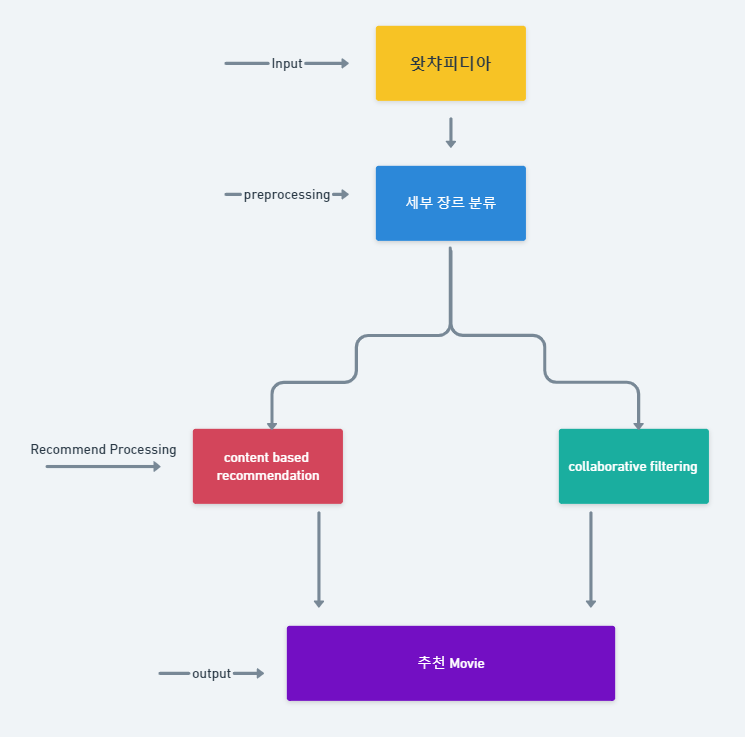 Input
왓챠피디아
preprocessing
세부 장르 분류
Recommend Processing
content based
recommendation
collaborative filtering
output
추천 Movie